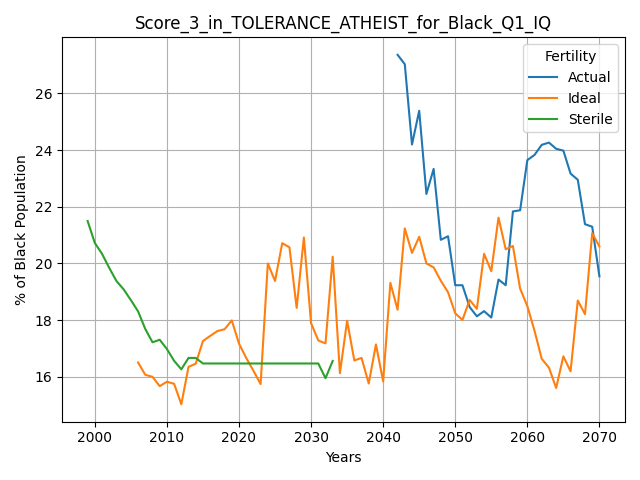 Score_3_in_TOLERANCE_ATHEIST_for_Black_Q1_IQ
Fertility
Actual
Ideal
Sterile
% of Black Population
26
24
22
20
18
16
2000 2010 2020 2030 2040 2050 2060 2070
Years